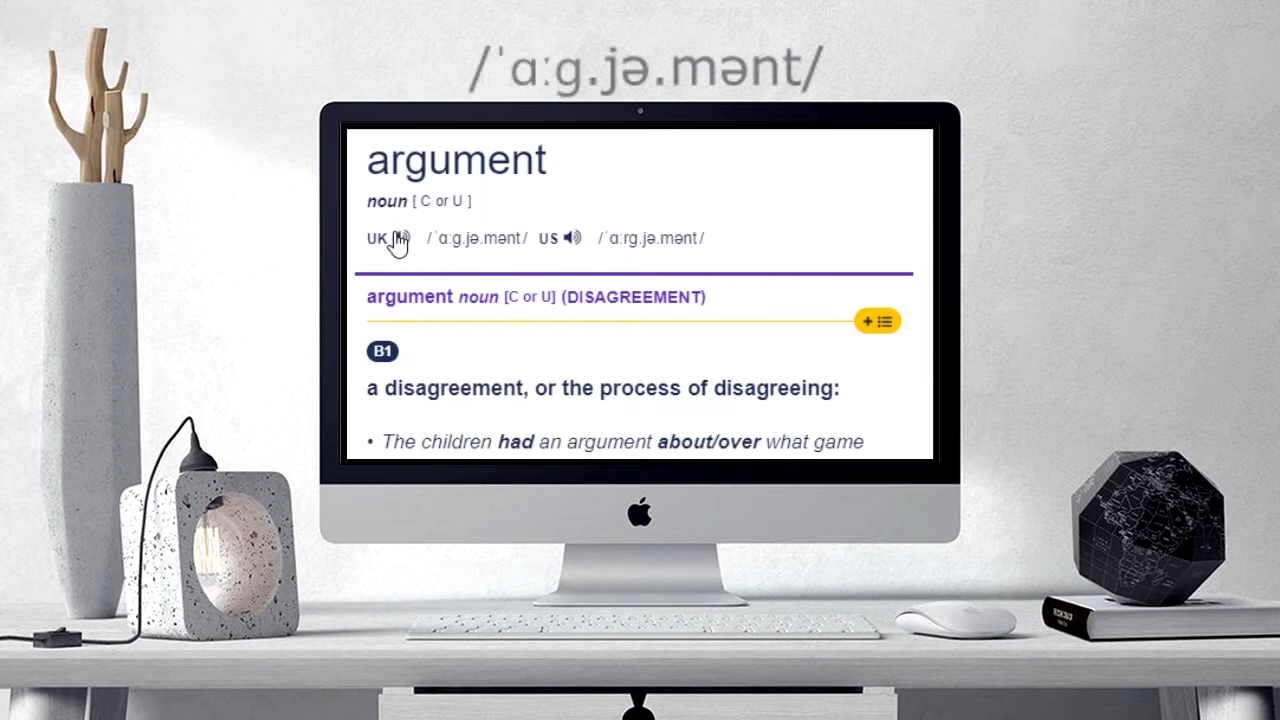 /ˈɑːɡ.jə.mənt/
argument
noun [ C or U ]
UK /ˈɑːɡ.jə.mənt/ US /ˈɑːrɡ.jə.mənt/
argument noun [C or U] (DISAGREEMENT)
+
B1
a disagreement, or the process of disagreeing:
• The children had an argument about/over what game